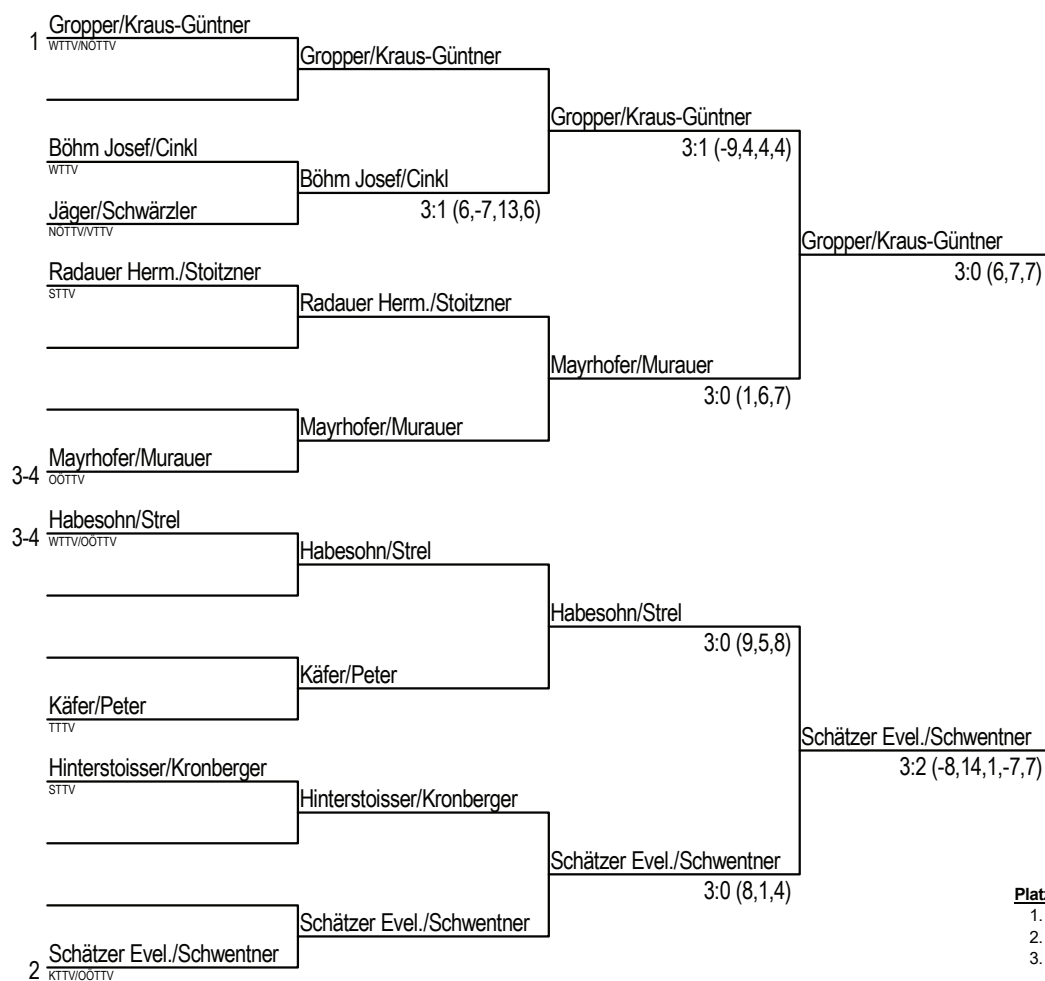 Gropper/Kraus-Güntner
1 WTTV/NÖTTV
Gropper/Kraus-Güntner
Gropper/Kraus-Güntner
3:1 (-9,4,4,4)
Böhm Josef/Cinkl
WTTV
Böhm Josef/Cinkl
3:1 (6,-7,13,6)
Jäger/Schwärzler
NÖTTV/VTTV
Gropper/Kraus-Güntner
3:0 (6,7,7)
Radauer Herm./Stoitzner
STTV
Radauer Herm./Stoitzner
Mayrhofer/Murauer
3:0 (1,6,7)
Mayrhofer/Murauer
Mayrhofer/Murauer
3-4 OÖTTV
Habesohn/Strel
3-4 WTTV/OÖTTV
Habesohn/Strel
Habesohn/Strel
3:0 (9,5,8)
Käfer/Peter
Käfer/Peter
TTTV
Schätzer Evel./Schwentner
3:2 (-8,14,1,-7,7)
Hinterstoisser/Kronberger
STTV
Hinterstoisser/Kronberger
Schätzer Evel./Schwentner
3:0 (8,1,4)
Schätzer Evel./Schwentner
Schätzer Evel./Schwentner
2 KTTV/OÖTTV
Plat
1.
2.
3.